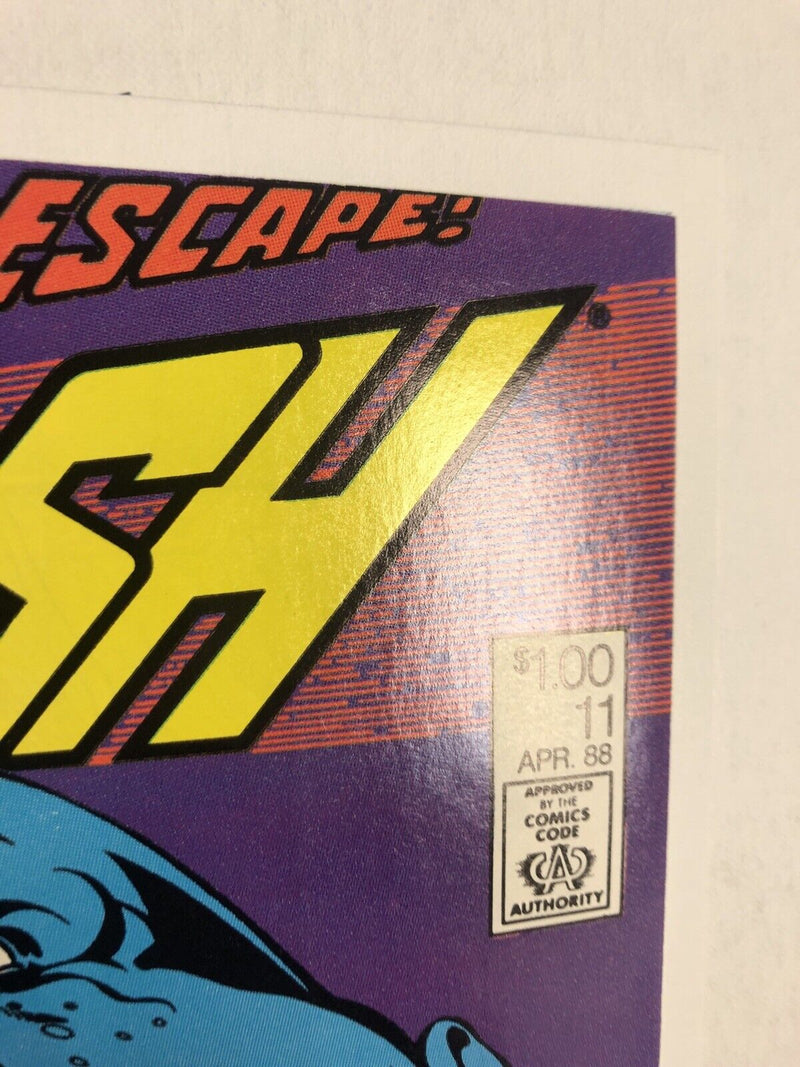 ESCAPE!
SH®
$1.00
11
APR. 88
APPROVED
BY THE
COMICS
CODE
CA
AUTHORITY